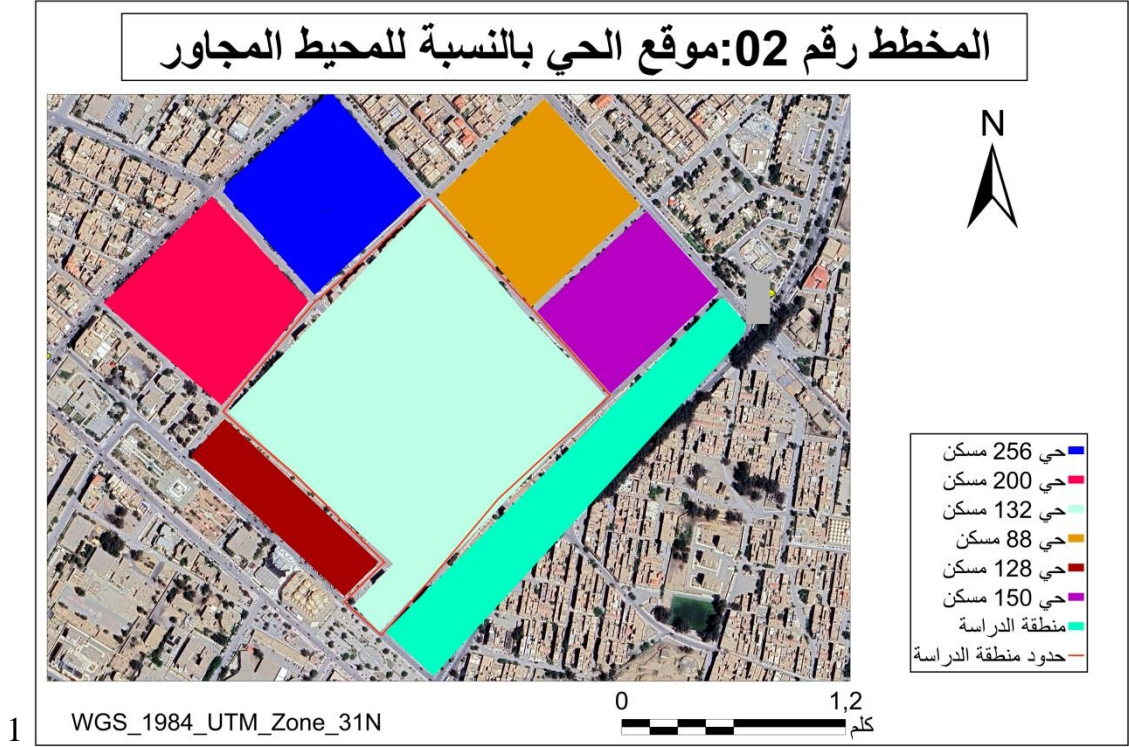 المخطط رقم 02:موقع الحي بالنسبة للمحيط المجاور
N
حي 256 مسكن
حي 200 مسكن
حي 132 مسكن
حي 88 مسكن
حي 128 مسكن
حي 150 مسكن
منطقة الدراسة
حدود منطقة الدراسة
0 1,2
كلم
WGS_1984_UTM_Zone_31N
1